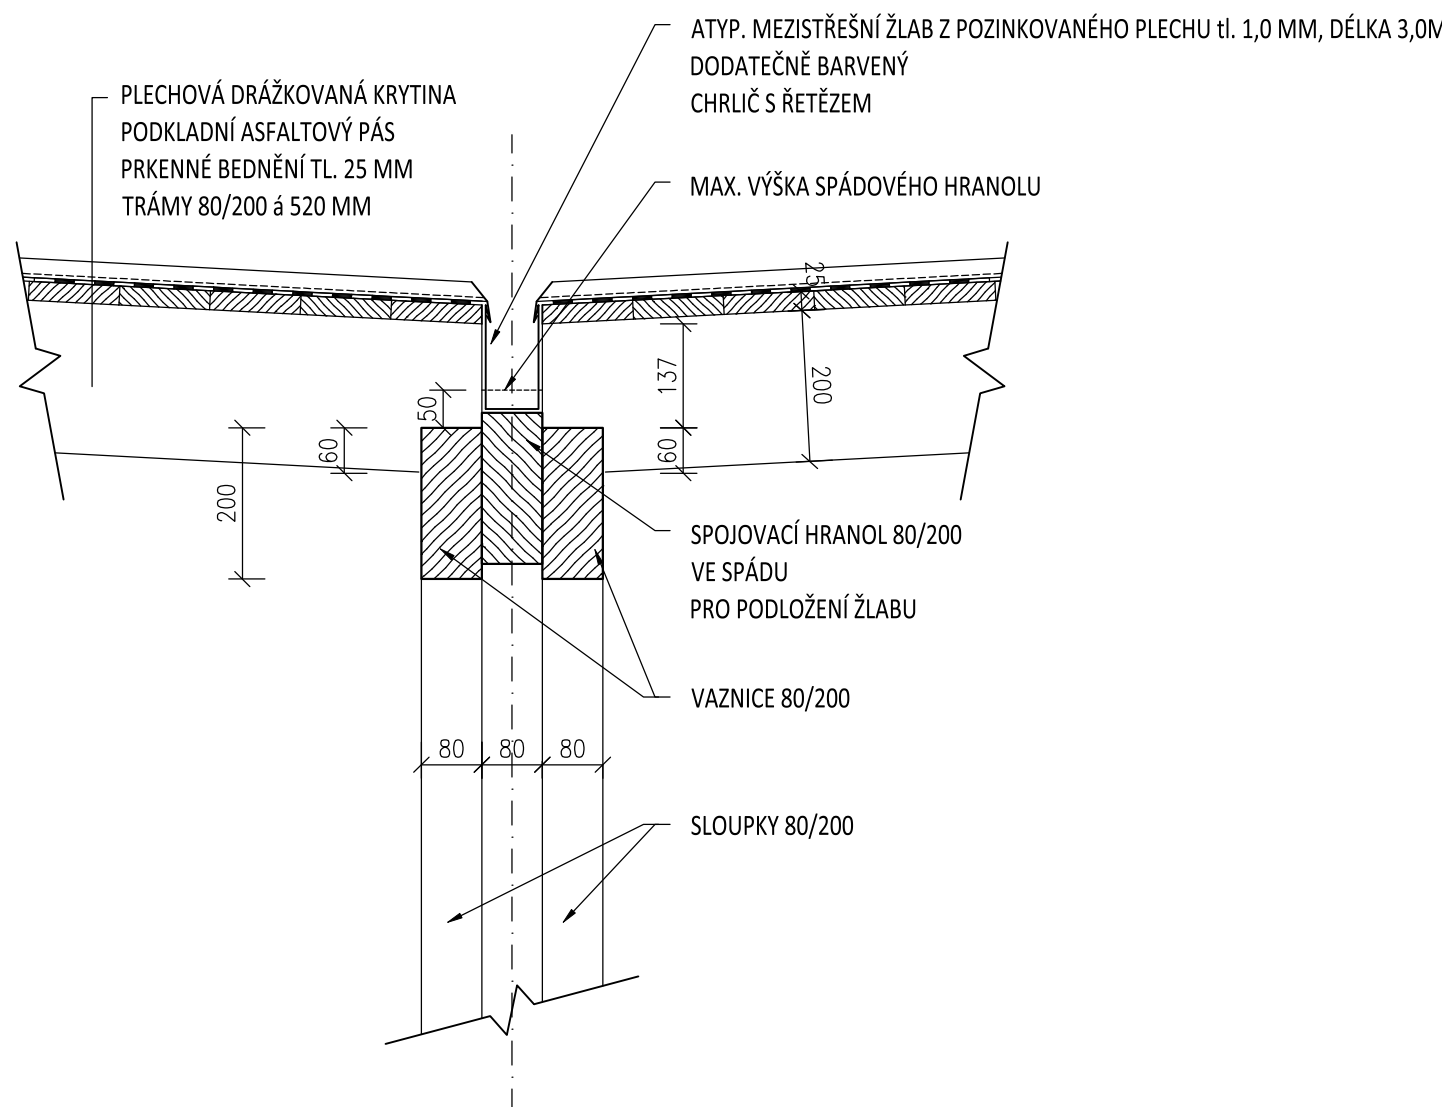 ATYP. MEZISTŘEŠNÍ ŽLAB Z POZINKOVANÉHO PLECHU tl. 1,0 MM, DÉLKA 3,0M
DODATEČNĚ BARVENÝ
CHRLIČ S ŘETĚZEM
PLECHOVÁ DRÁŽKOVANÁ KRYTINA
PODKLADNÍ ASFALTOVÝ PÁS
PRKENNÉ BEDNĚNÍ TL. 25 MM
TRÁMY 80/200 á 520 MM
MAX. VÝŠKA SPÁDOVÉHO HRANOLU
25
137
200
50
60
60
200
SPOJOVACÍ HRANOL 80/200
VE SPÁDU
PRO PODLOŽENÍ ŽLABU
VAZNICE 80/200
80
80
80
SLOUPKY 80/200